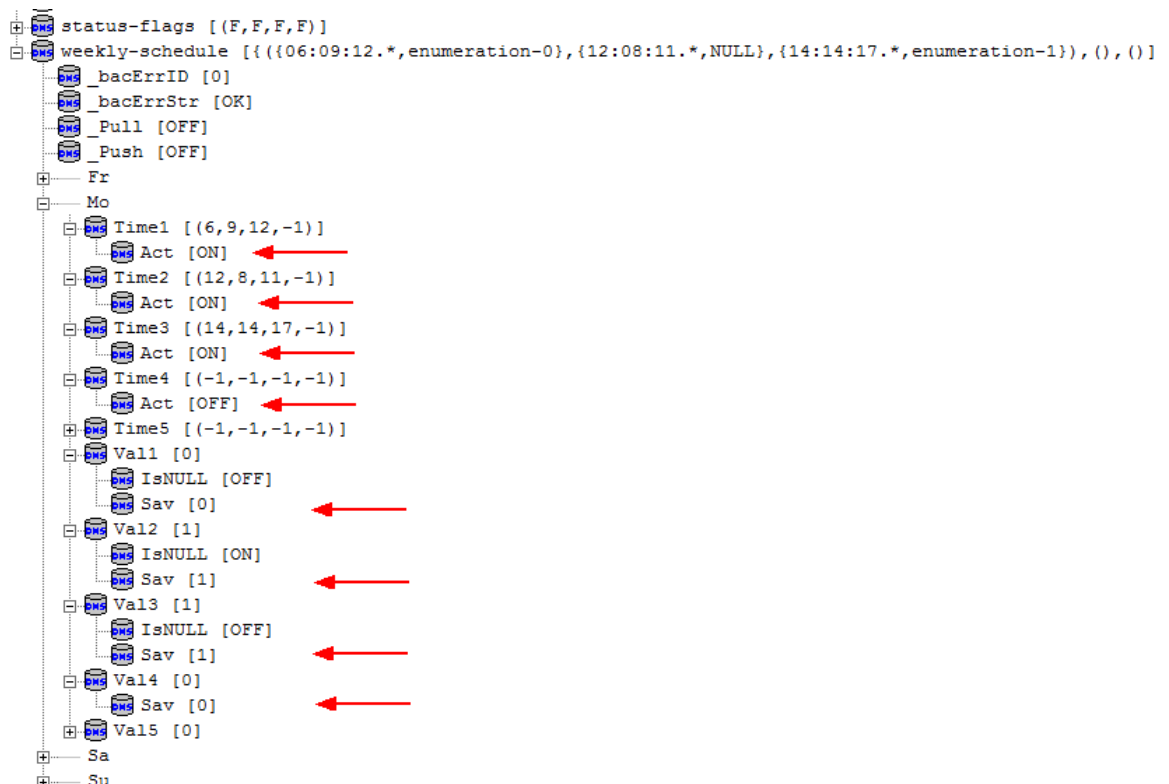 status-flags [(F,F,F,F)]
weekly-schedule [{({06:09:12.*,enumeration-0},{12:08:11.*,NULL},{14:14:17.*,enumeration-1}),(),()]
_bacErrID [0]
_bacErrStr [OK]
_Pull [OFF]
_Push [OFF]
Fr
Mo
Time1 [(6,9,12,-1)]
Act [ON]
Time2 [(12,8,11,-1)]
Act [ON]
Time3 [(14,14,17,-1)]
Act [ON]
Time4 [(-1,-1,-1,-1)]
Act [OFF]
Time5 [(-1,-1,-1,-1)]
Val1 [0]
IsNULL [OFF]
Sav [0]
Val2 [1]
IsNULL [ON]
Sav [1]
Val3 [1]
IsNULL [OFF]
Sav [1]
Val4 [0]
Sav [0]
Val5 [0]
Sa
Su